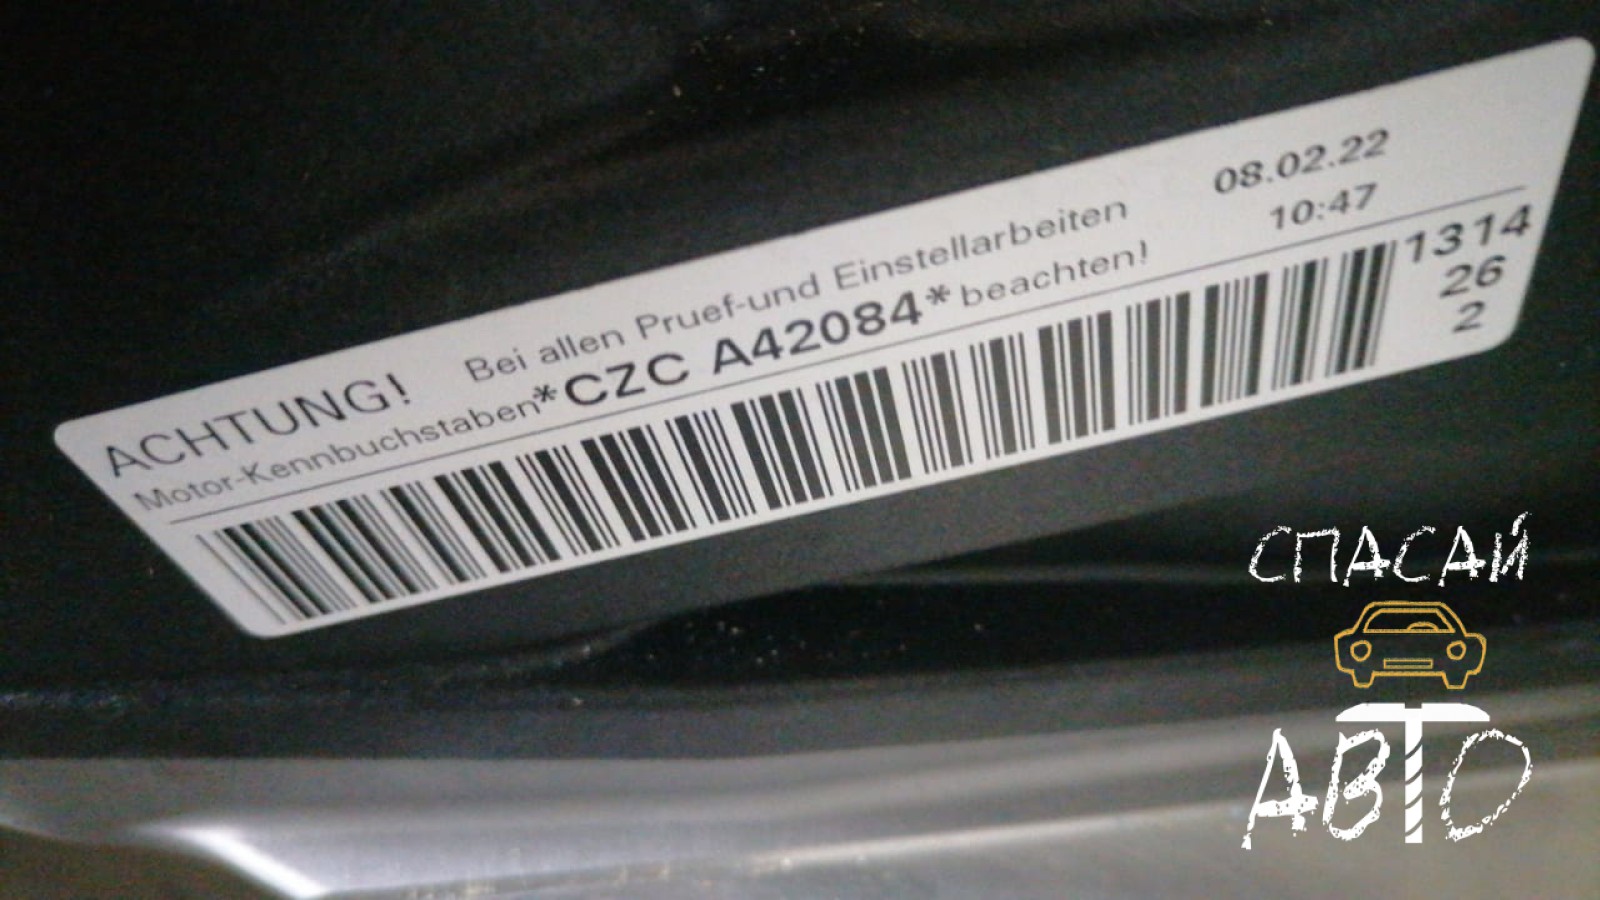 ACHTUNG! Bei allen Pruef-und Einstellarbeiten 08.02.22
Motor-Kennbuchstaben*CZC A42084*beachten! 10:47
1314
26
2
СПАСАЙ
АВТО